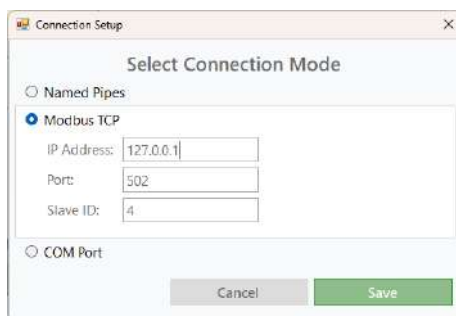 Connection Setup
Select Connection Mode
Named Pipes
Modbus TCP
IP Address: 127.0.0.1
Port: 502
Slave ID: 4
COM Port
Cancel Save